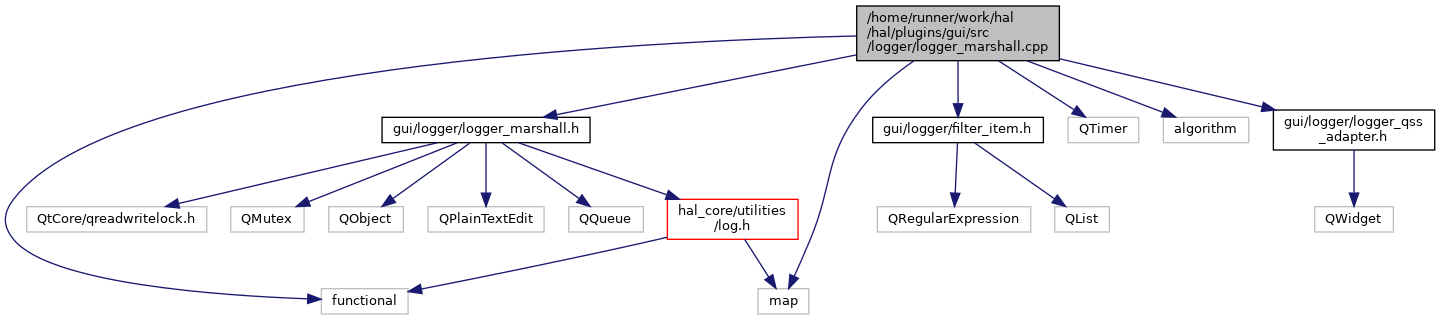 /home/runner/work/hal
/hal/plugins/gui/src
/logger/logger_marshall.cpp
gui/logger/logger_marshall.h
gui/logger/filter_item.h
QTimer
algorithm
gui/logger/logger_qss
_adapter.h
QtCore/qreadwritelock.h
QMutex
QObject
QPlainTextEdit
QQueue
hal_core/utilities
/log.h
QRegularExpression
QList
QWidget
functional
map